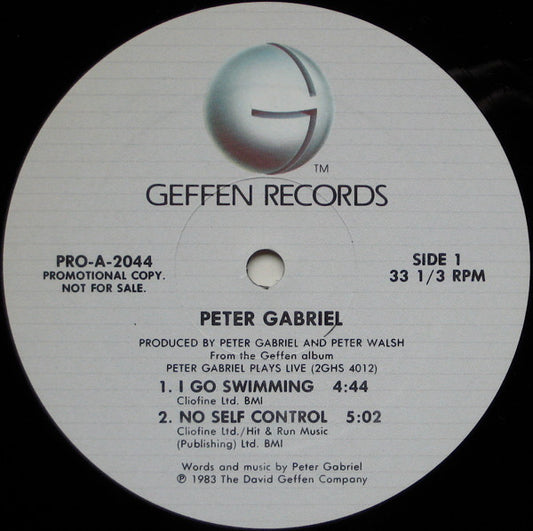 TM
GEFFEN RECORDS
PRO-A-2044
PROMOTIONAL COPY.
NOT FOR SALE.
SIDE 1
33 1/3 RPM
PETER GABRIEL
PRODUCED BY PETER GABRIEL AND PETER WALSH
From the Geffen album
PETER GABRIEL PLAYS LIVE (2GHS 4012)
1. I GO SWIMMING 4:44
Cliofine Ltd. BMI
2. NO SELF CONTROL 5:02
Cliofine Ltd./Hit & Run Music
(Publishing) Ltd. BMI
Words and music by Peter Gabriel
℗ 1983 The David Geffen Company